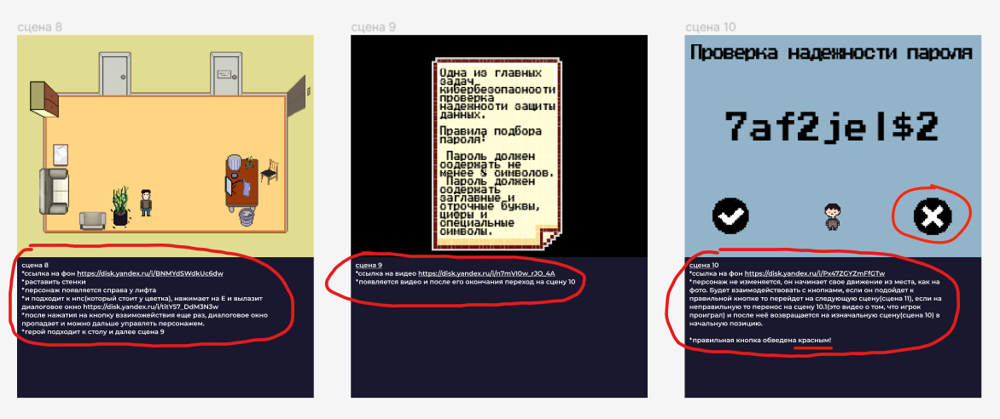 сцена 8
сцена 9
сцена 10
Одна из главных
задач
кибербезопасности
проверка
надежности защиты
данных.
Правила подбора
пароля:
Пароль должен
содержать не
менее 8 символов.
Пароль должен
содержать
заглавные и
строчные буквы,
цифры и
специальные
символы.
Проверка надежности пароля
7af2jel$2
сцена 8
*ссылка на фон https://disk.yandex.ru/i/BNMYdSWdkUc6dw
*раставить стенки
*персонаж появляется справа у лифта
*и подходит к нпс(который стоит у цветка), нажимает на Е и вылазит
диалоговое окно https://disk.yandex.ru/i/titY57_DdM3N3w
*после нажатия на кнопку взаиможействия еще раз, диалоговое окно
пропадает и можно дальше управлять персонажем.
*герой подходит к столу и далее сцена 9
сцена 9
*ссылка на видео https://disk.yandex.ru/i/n7mVI0w_rJO_4A
*появляется видео и после его окончания переход на сцену 10
сцена 10
*ссылка на фон https://disk.yandex.ru/i/Px47ZGYZmFfGTw
*персонаж не изменяется, он начинает свое движение из места, как на
фото. Будет взаимодействовать с кнопками, если он подойдет к
правильной кнопке то перейдет на следующую сцену(сцена 11), если на
неправильную то перенос на сцену 10.1(это видео о том, что игрок
проиграл) и после неё возвращается на изначальную сцену(сцена 10) в
начальную позицию.
*правильная кнопка обведена красным!